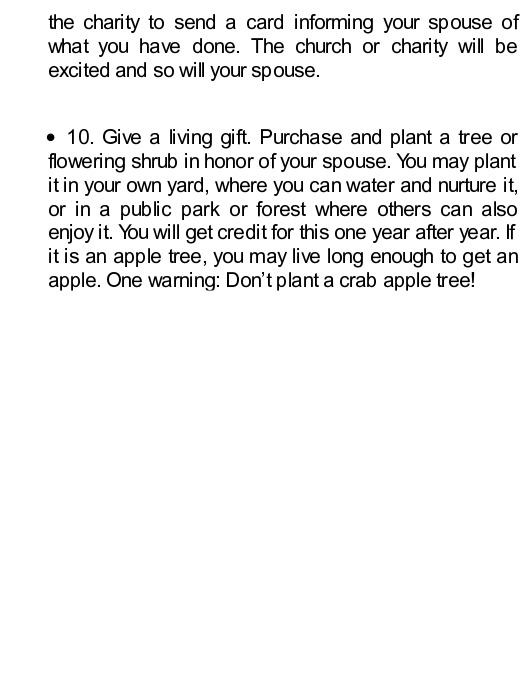 the charity to send a card informing your spouse of
what you have done. The church or charity will be
excited and so will your spouse.
• 10. Give a living gift. Purchase and plant a tree or
flowering shrub in honor of your spouse. You may plant
it in your own yard, where you can water and nurture it,
or in a public park or forest where others can also
enjoy it. You will get credit for this one year after year. If
it is an apple tree, you may live long enough to get an
apple. One warning: Don’t plant a crab apple tree!